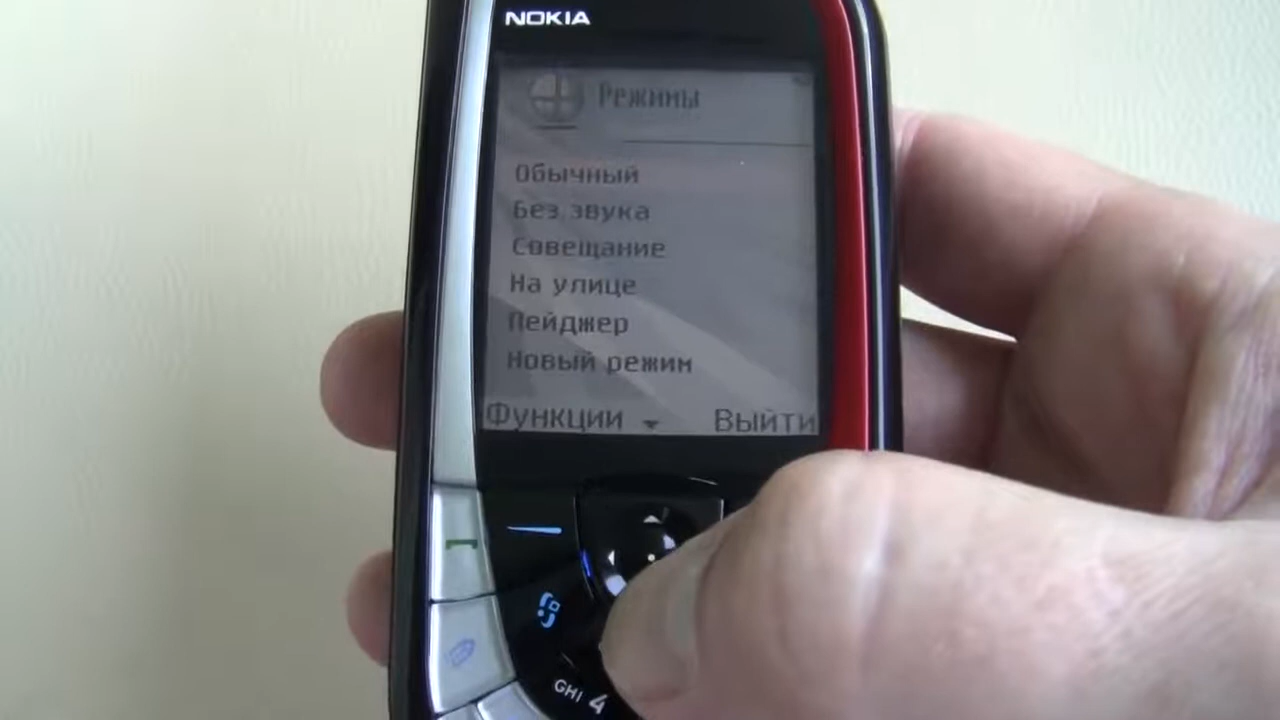 NOKIA
Режимы
Обычный
Без звука
Совещание
На улице
Пейджер
Новый режим
Функции Выйти
GHI 4